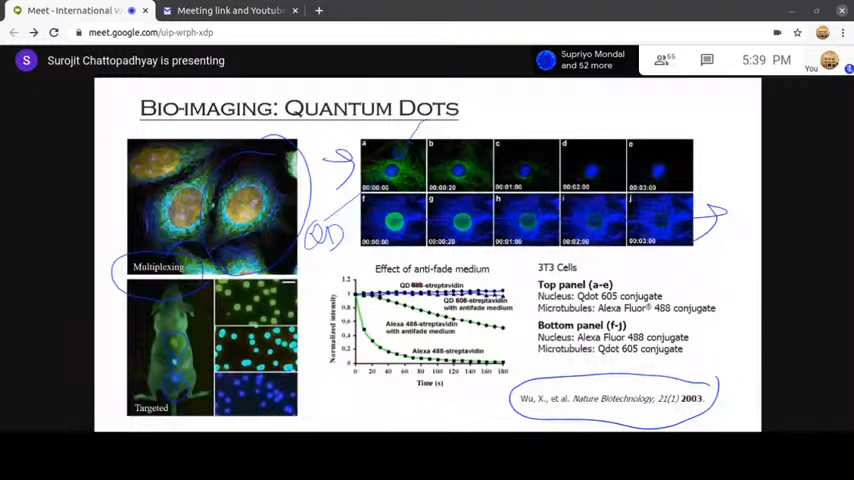 Meet - International W
Meeting link and Youtub
meet.google.com/uip-wrph-xdp
S
Surojit Chattopadhyay is presenting
Supriyo Mondal
and 52 more
55
5:39 PM
You
BIO-IMAGING: QUANTUM DOTS
Multiplexing
Targeted
QD
a b c d e
00:00:00 00:00:20 00:01:00 00:02:00 00:03:00
f g h i j
00:00:00 00:00:20 00:01:00 00:02:00 00:03:00
Effect of anti-fade medium
1.2
1
0.8
0.6
0.4
0.2
0
Normalized intensity
QD 608-streptavidin
QD 608-streptavidin
with antifade medium
Alexa 488-streptavidin
with antifade medium
Alexa 488-streptavidin
0 20 40 60 80 100 120 140 160 180
Time (s)
3T3 Cells
Top panel (a-e)
Nucleus: Qdot 605 conjugate
Microtubules: Alexa Fluor® 488 conjugate
Bottom panel (f-j)
Nucleus: Alexa Fluor 488 conjugate
Microtubules: Qdot 605 conjugate
Wu, X., et al. Nature Biotechnology, 21(1) 2003.